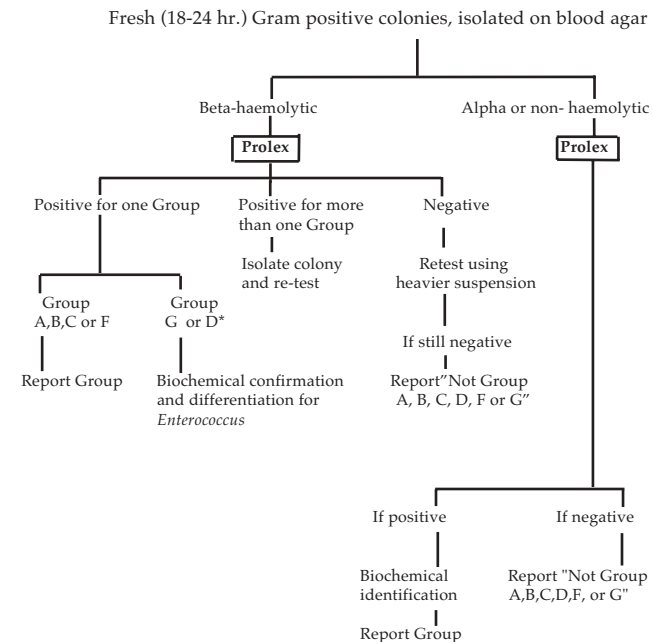 Fresh (18-24 hr.) Gram positive colonies, isolated on blood agar
Beta-haemolytic
Alpha or non- haemolytic
Prolex
Prolex
Positive for one Group
Positive for more
than one Group
Negative
Isolate colony
and re-test
Retest using
heavier suspension
Group
A,B,C or F
Group
G or D*
If still negative
Report Group
Biochemical confirmation
and differentiation for
Enterococcus
Report”Not Group
A, B, C, D, F or G”
If positive
If negative
Biochemical
identification
Report "Not Group
A,B,C,D,F, or G"
Report Group